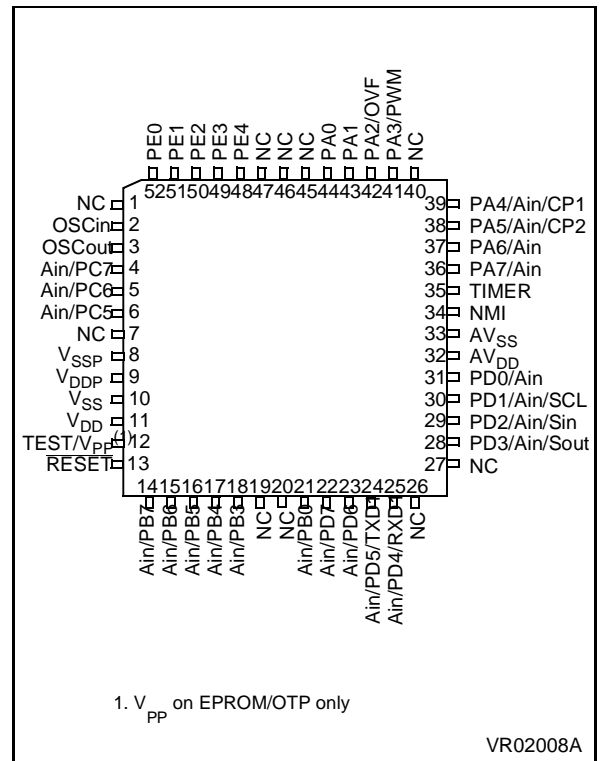 PE0
PE1
PE2
PE3
PE4
NC
NC
NC
PA0
PA1
PA2/OVF
PA3/PWM
NC
52 51 50 49 48 47 46 45 44 43 42 41 40
NC 1
OSCin 2
OSCout 3
Ain/PC7 4
Ain/PC6 5
Ain/PC5 6
NC 7
VSSP 8
VDDP 9
VSS 10
VDD 11
TEST/VPP(1) 12
RESET 13
39 PA4/Ain/CP1
38 PA5/Ain/CP2
37 PA6/Ain
36 PA7/Ain
35 TIMER
34 NMI
33 AVSS
32 AVDD
31 PD0/Ain
30 PD1/Ain/SCL
29 PD2/Ain/Sin
28 PD3/Ain/Sout
27 NC
14 15 16 17 18 19 20 21 22 23 24 25 26
Ain/PB7
Ain/PB6
Ain/PB5
Ain/PB4
Ain/PB3
NC
NC
Ain/PB0
Ain/PD7
Ain/PD6
Ain/PD5/TXD1
Ain/PD4/RXD1
NC
1. VPP on EPROM/OTP only
VR02008A